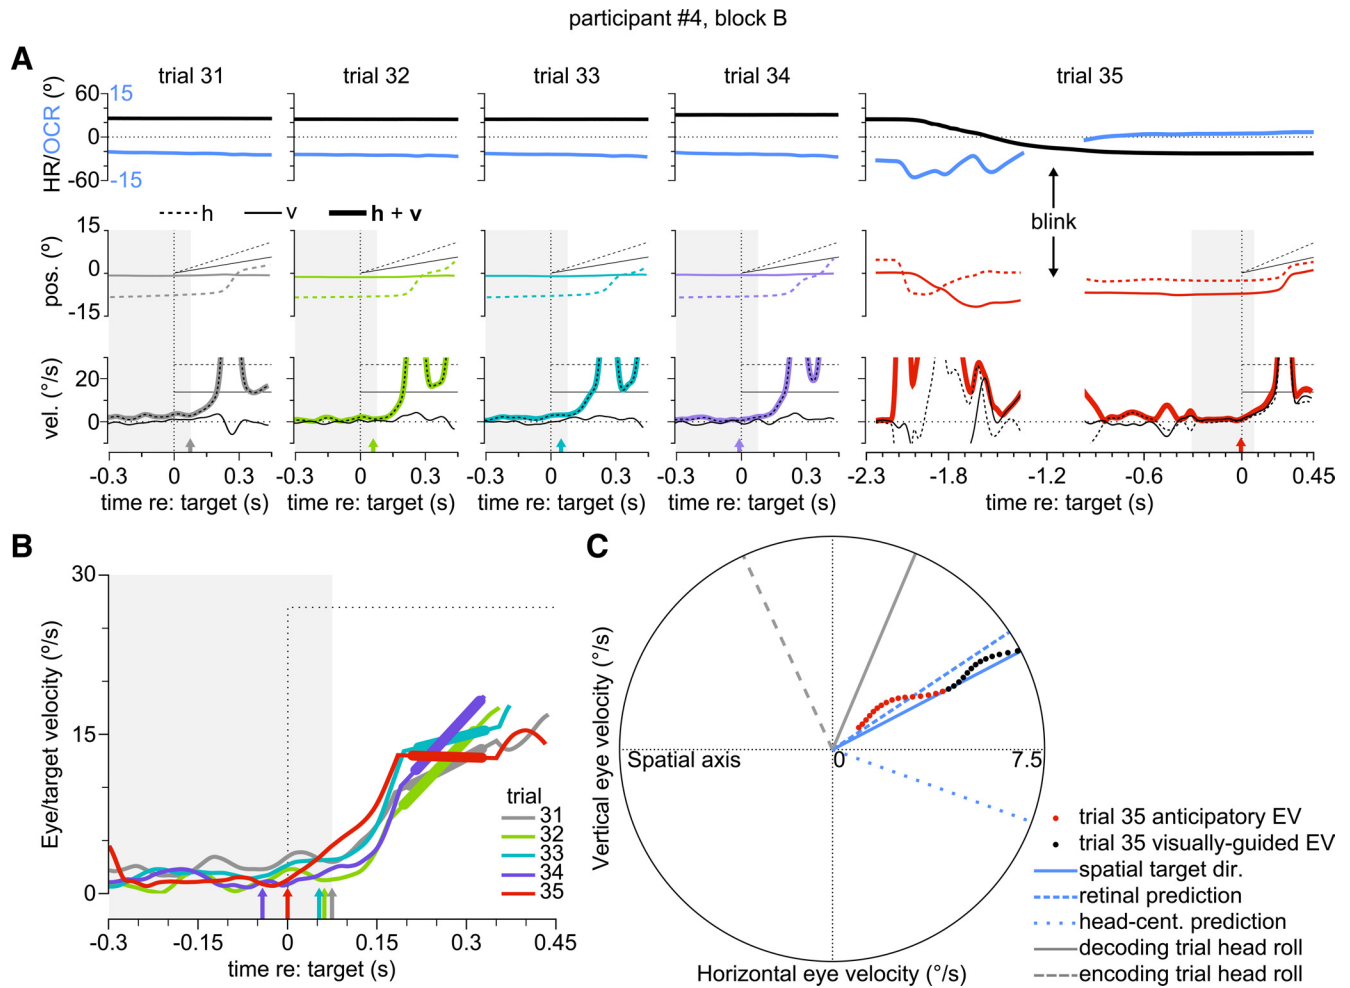 participant #4, block B
A
trial 31 trial 32 trial 33 trial 34 trial 35
HR/OCR (º)
60 15
0
-60 -15
h v h + v
blink
pos. (º)
15
0
-15
vel. (°/s)
20
0
-0.3 0 0.3 -0.3 0 0.3 -0.3 0 0.3 -0.3 0 0.3 -2.3 -1.8 -1.2 -0.6 0 0.45
time re: target (s) time re: target (s) time re: target (s) time re: target (s) time re: target (s)
B
Eye/target velocity (º/s)
30
15
0
trial
31
32
33
34
35
-0.3 -0.15 0 0.15 0.3 0.45
time re: target (s)
C
Vertical eye velocity (°/s)
Spatial axis 0 7.5
Horizontal eye velocity (°/s)
trial 35 anticipatory EV
trial 35 visually-guided EV
spatial target dir.
retinal prediction
head-cent. prediction
decoding trial head roll
encoding trial head roll